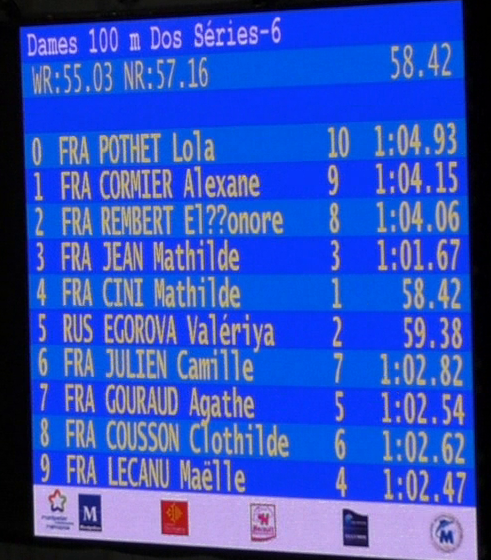 Dames 100 m Dos Séries-6
WR:55.03 NR:57.16 58.42
0 FRA POTHET Lola 10 1:04.93
1 FRA CORMIER Alexane 9 1:04.15
2 FRA REMBERT El??onore 8 1:04.06
3 FRA JEAN Mathilde 3 1:01.67
4 FRA CINI Mathilde 1 58.42
5 RUS EGOROVA Valériya 2 59.38
6 FRA JULIEN Camille 7 1:02.82
7 FRA GOURAUD Agathe 5 1:02.54
8 FRA COUSSON Clothilde 6 1:02.62
9 FRA LECANU Maëlle 4 1:02.47
M